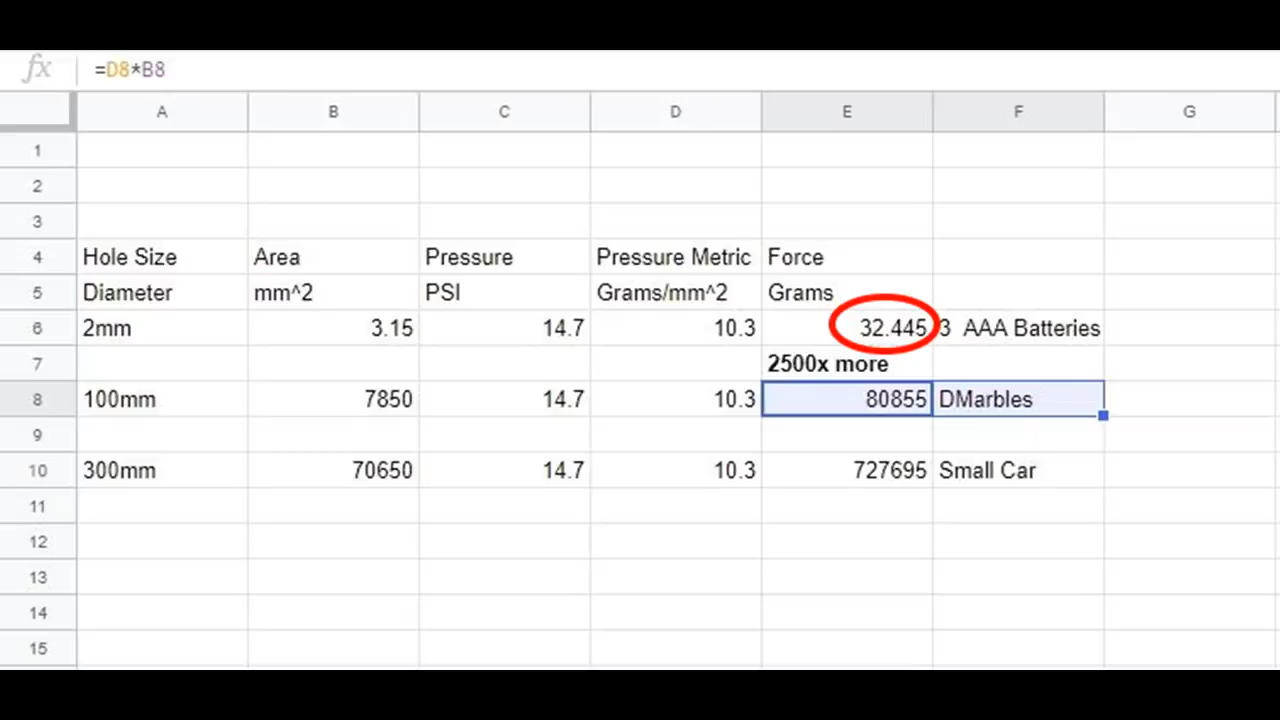 fx =D8*B8
A B C D E F G
1
2
3
4 Hole Size Area Pressure Pressure Metric Force
5 Diameter mm^2 PSI Grams/mm^2 Grams
6 2mm 3.15 14.7 10.3 32.445 3 AAA Batteries
7 2500x more
8 100mm 7850 14.7 10.3 80855 DMarbles
9
10 300mm 70650 14.7 10.3 727695 Small Car
11
12
13
14
15